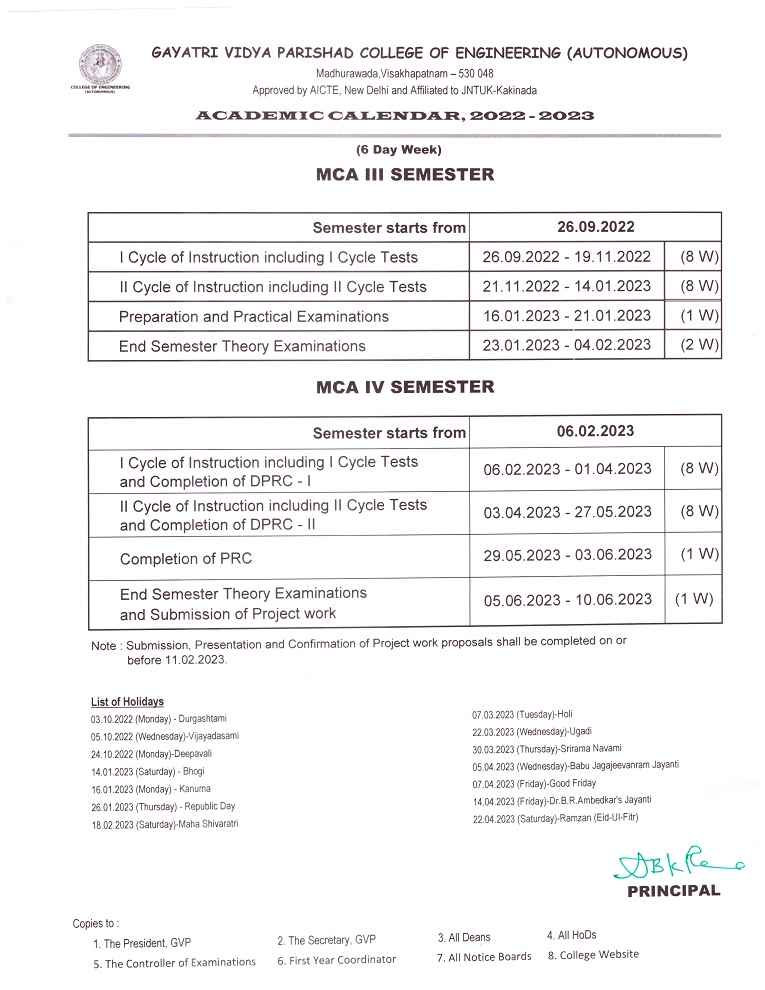 GAYATRI VIDYA PARISHAD COLLEGE OF ENGINEERING (AUTONOMOUS)
COLLEGE OF ENGINEERING
(AUTONOMOUS)
Madhurawada,Visakhapatnam – 530 048
Approved by AICTE, New Delhi and Affiliated to JNTUK-Kakinada
ACADEMIC CALENDAR, 2022-2023
(6 Day Week)
MCA III SEMESTER
Semester starts from 26.09.2022
I Cycle of Instruction including I Cycle Tests 26.09.2022 - 19.11.2022 (8 W)
II Cycle of Instruction including II Cycle Tests 21.11.2022 - 14.01.2023 (8 W)
Preparation and Practical Examinations 16.01.2023 - 21.01.2023 (1 W)
End Semester Theory Examinations 23.01.2023 - 04.02.2023 (2 W)
MCA IV SEMESTER
Semester starts from 06.02.2023
I Cycle of Instruction including I Cycle Tests
and Completion of DPRC - I 06.02.2023 - 01.04.2023 (8 W)
II Cycle of Instruction including II Cycle Tests
and Completion of DPRC - II 03.04.2023 - 27.05.2023 (8 W)
Completion of PRC 29.05.2023 - 03.06.2023 (1 W)
End Semester Theory Examinations
and Submission of Project work 05.06.2023 - 10.06.2023 (1 W)
Note : Submission, Presentation and Confirmation of Project work proposals shall be completed on or
before 11.02.2023.
List of Holidays
03.10.2022 (Monday) - Durgashtami
05.10.2022 (Wednesday)-Vijayadasami
24.10.2022 (Monday)-Deepavali
14.01.2023 (Saturday) - Bhogi
16.01.2023 (Monday) - Kanuma
26.01.2023 (Thursday) - Republic Day
18.02.2023 (Saturday)-Maha Shivaratri
07.03.2023 (Tuesday)-Holi
22.03.2023 (Wednesday)-Ugadi
30.03.2023 (Thursday)-Srirama Navami
05.04.2023 (Wednesday)-Babu Jagajeevanram Jayanti
07.04.2023 (Friday)-Good Friday
14.04.2023 (Friday)-Dr.B.R.Ambedkar's Jayanti
22.04.2023 (Saturday)-Ramzan (Eid-Ul-Fitr)
PRINCIPAL
Copies to :
1. The President, GVP 2. The Secretary, GVP 3. All Deans 4. All HoDs
5. The Controller of Examinations 6. First Year Coordinator 7. All Notice Boards 8. College Website